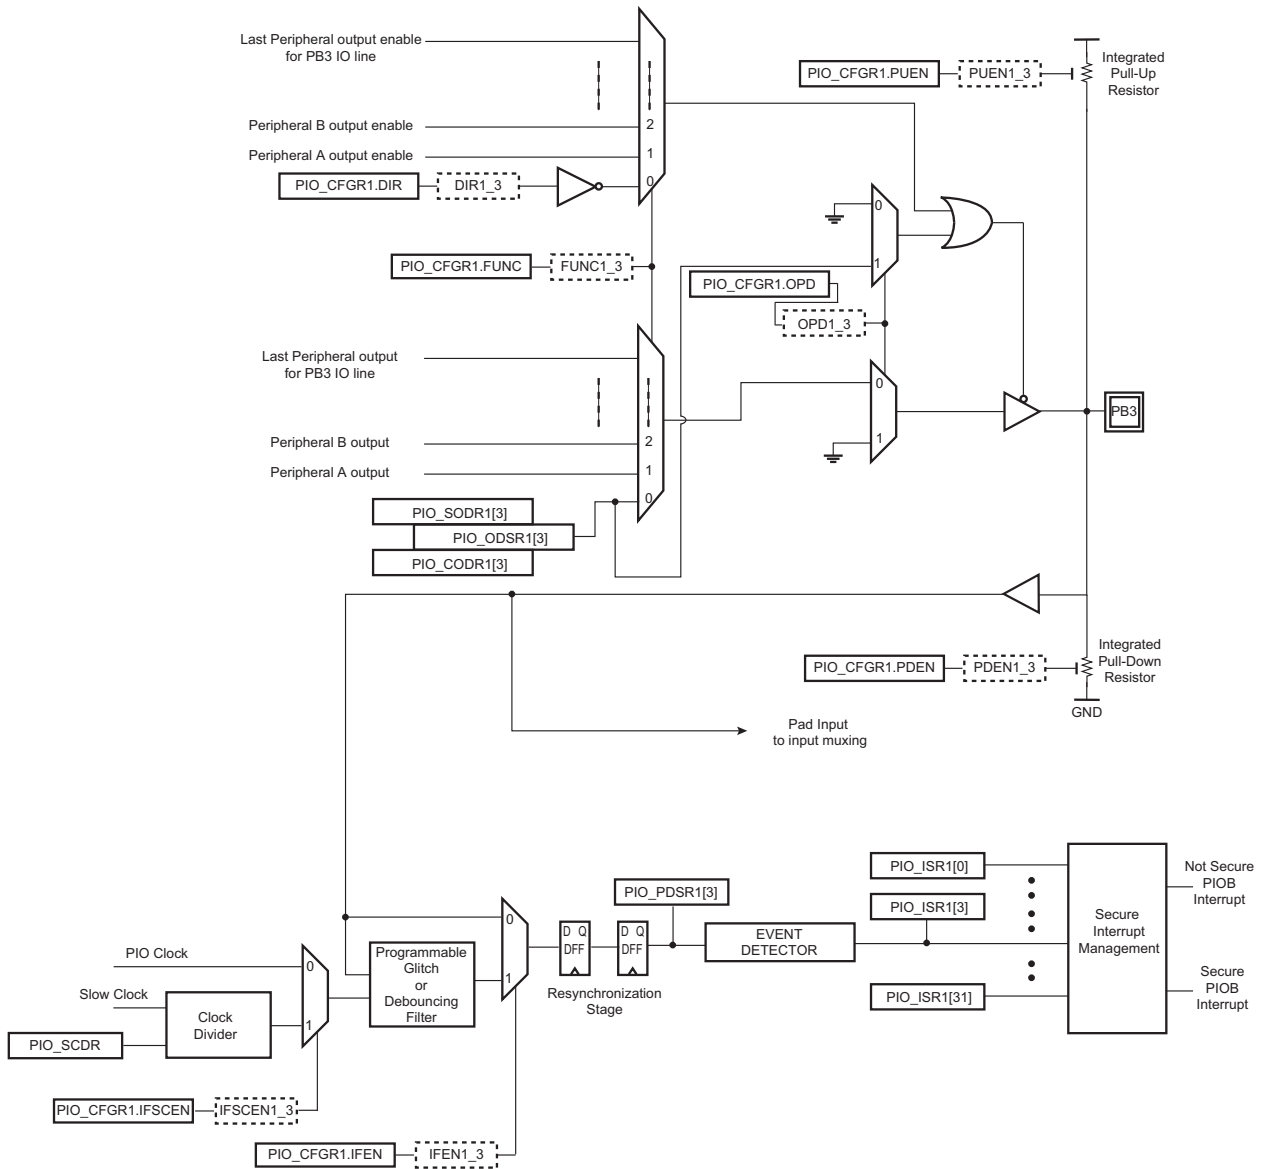 Last Peripheral output enable
for PB3 IO line
Peripheral B output enable
2
Peripheral A output enable
1
PIO_CFGR1.DIR
DIR1_3
0
PIO_CFGR1.PUEN
PUEN1_3
Integrated
Pull-Up
Resistor
PIO_CFGR1.FUNC
FUNC1_3
0
1
PIO_CFGR1.OPD
OPD1_3
Last Peripheral output
for PB3 IO line
Peripheral B output
2
Peripheral A output
1
0
0
1
PB3
PIO_SODR1[3]
PIO_ODSR1[3]
PIO_CODR1[3]
PIO_CFGR1.PDEN
PDEN1_3
Integrated
Pull-Down
Resistor
GND
Pad Input
to input muxing
PIO Clock
0
Slow Clock
1
Clock
Divider
PIO_SCDR
PIO_CFGR1.IFSCEN
IFSCEN1_3
Programmable
Glitch
or
Debouncing
Filter
0
1
PIO_CFGR1.IFEN
IFEN1_3
D Q
DFF
D Q
DFF
Resynchronization
Stage
PIO_PDSR1[3]
EVENT
DETECTOR
PIO_ISR1[0]
PIO_ISR1[3]
PIO_ISR1[31]
Secure
Interrupt
Management
Not Secure
PIOB
Interrupt
Secure
PIOB
Interrupt